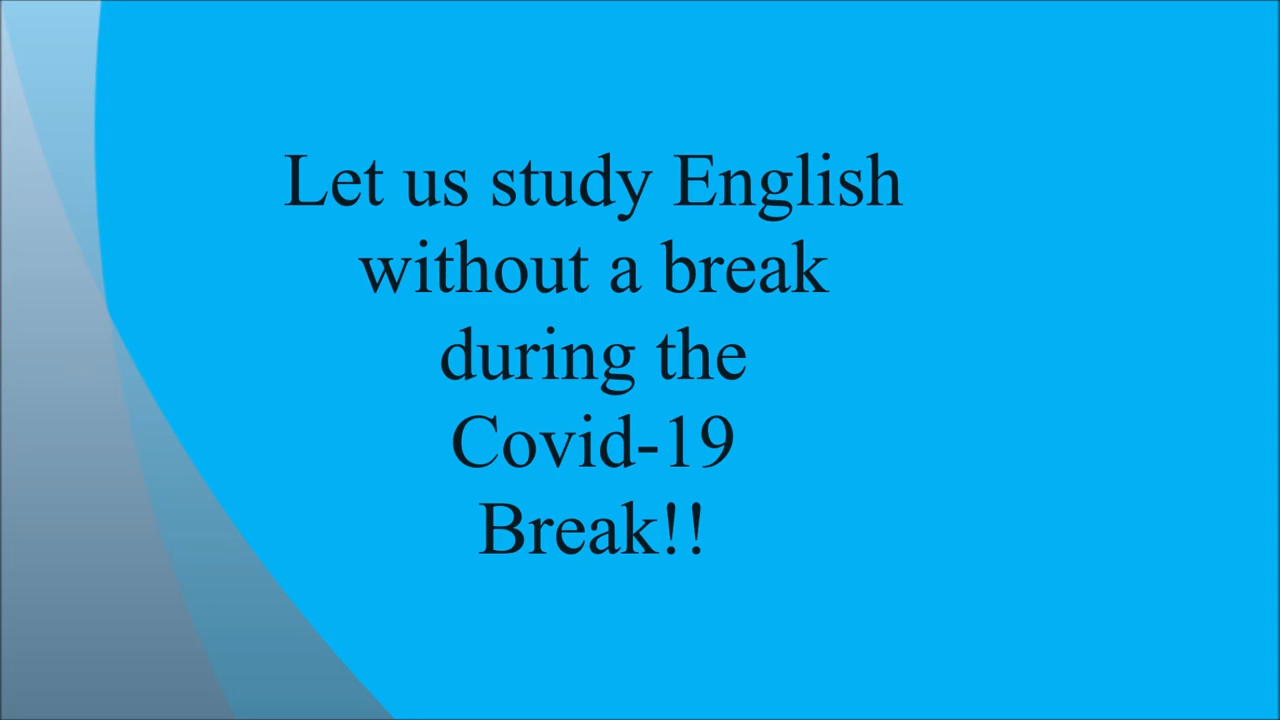 Let us study English
without a break
during the
Covid-19
Break!!